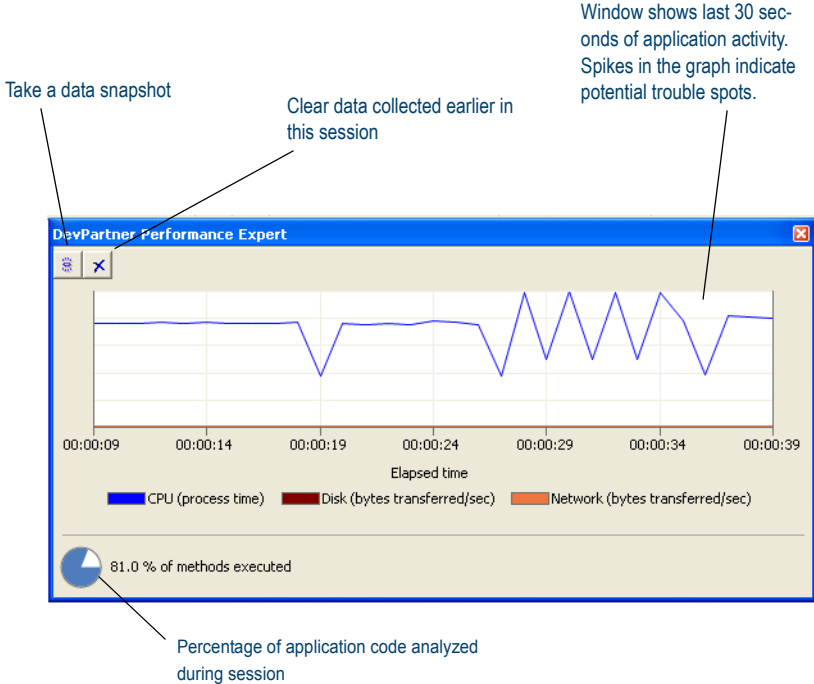 Window shows last 30 sec-
onds of application activity.
Spikes in the graph indicate
potential trouble spots.
Take a data snapshot
Clear data collected earlier in
this session
DevPartner Performance Expert
00:00:09 00:00:14 00:00:19 00:00:24 00:00:29 00:00:34 00:00:39
Elapsed time
CPU (process time) Disk (bytes transferred/sec) Network (bytes transferred/sec)
81.0 % of methods executed
Percentage of application code analyzed
during session